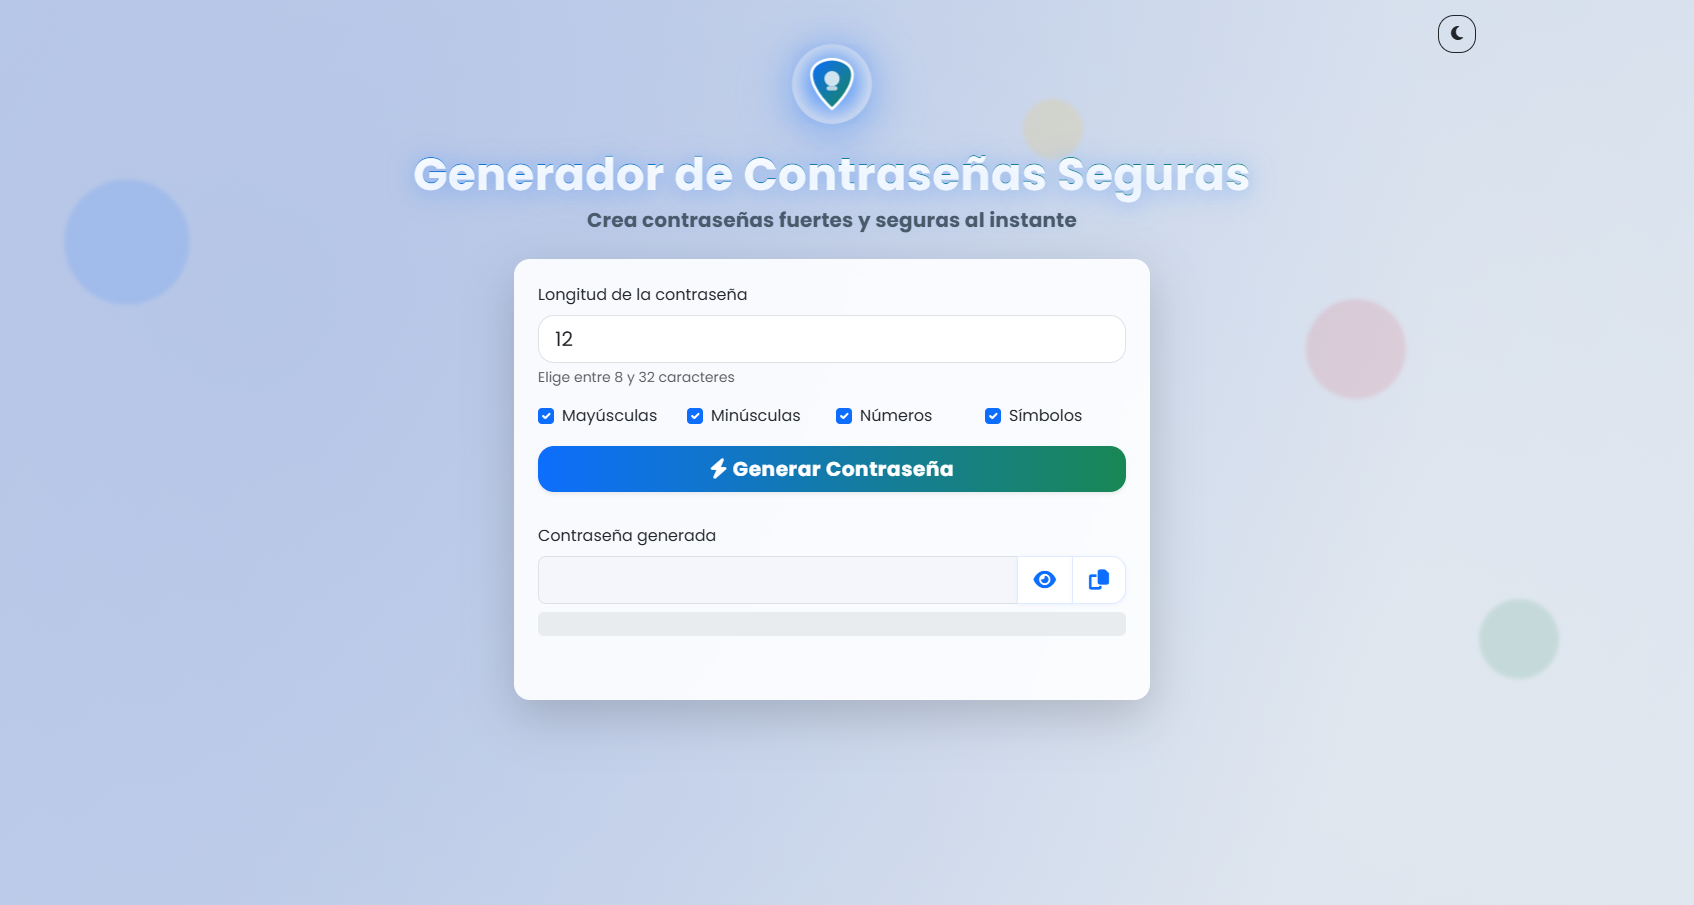 Generador de Contraseñas Seguras
Crea contraseñas fuertes y seguras al instante
Longitud de la contraseña
12
Elige entre 8 y 32 caracteres
Mayúsculas Minúsculas Números Símbolos
Generar Contraseña
Contraseña generada